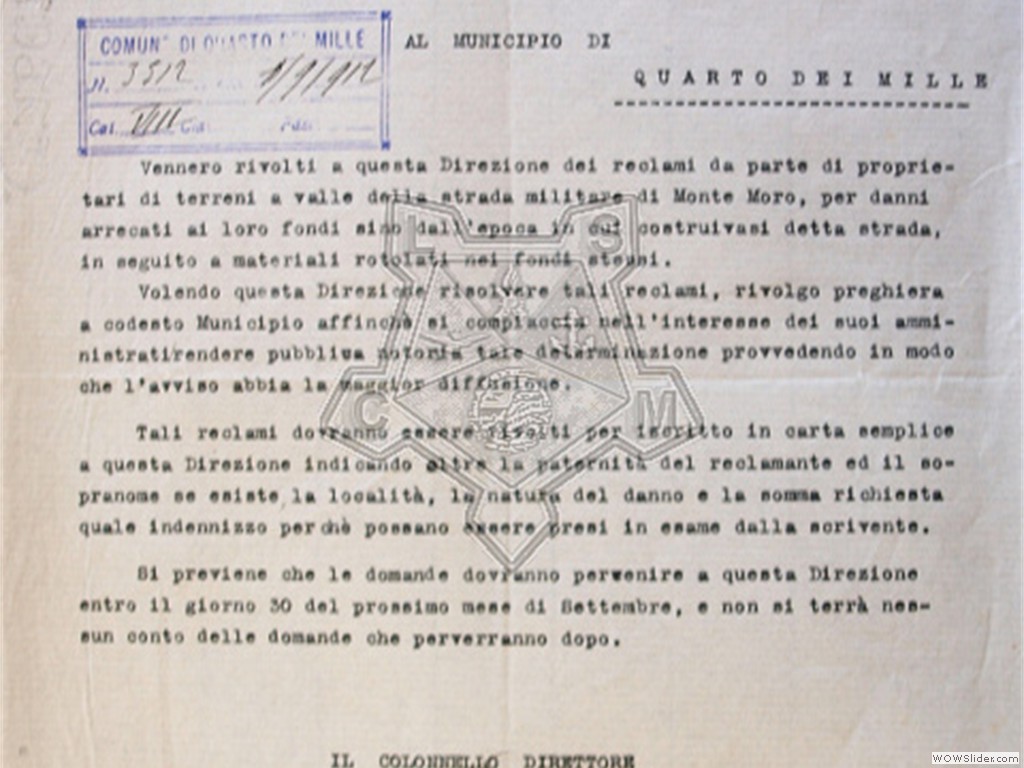 COMUNE DI QUARTO DEI MILLE
N. 3512 1/9/912
Cat. VIII Cla.
AL MUNICIPIO DI
QUARTO DEI MILLE
Vennero rivolti a questa Direzione dei reclami da parte di proprie-
tari di terreni a valle della strada militare di Monte Moro, per danni
arrecati ai loro fondi sino dall'epoca in cui costruivasi detta strada,
in seguito a materiali rotolati nei fondi stessi.
Volendo questa Direzione risolvere tali reclami, rivolgo preghiera
a codesto Municipio affinchè si compiaccia nell'interesse dei suoi ammi-
nistratirendere pubblica notoria tale determinazione provvedendo in modo
che l'avviso abbia la maggior diffusione.
Tali reclami dovranno essere rivolti per iscritto in carta semplice
a questa Direzione indicando oltre la paternità del reclamante ed il so-
pranome se esiste, la località, la natura del danno e la somma richiesta
quale indennizzo perchè possano essere presi in esame dalla scrivente.
Si previene che le domande dovranno pervenire a questa Direzione
entro il giorno 30 del prossimo mese di Settembre, e non si terrà nes-
sun conto delle domande che perverranno dopo.
IL COLONNELLO DIRETTORE
L S
C M
WOWSlider.com